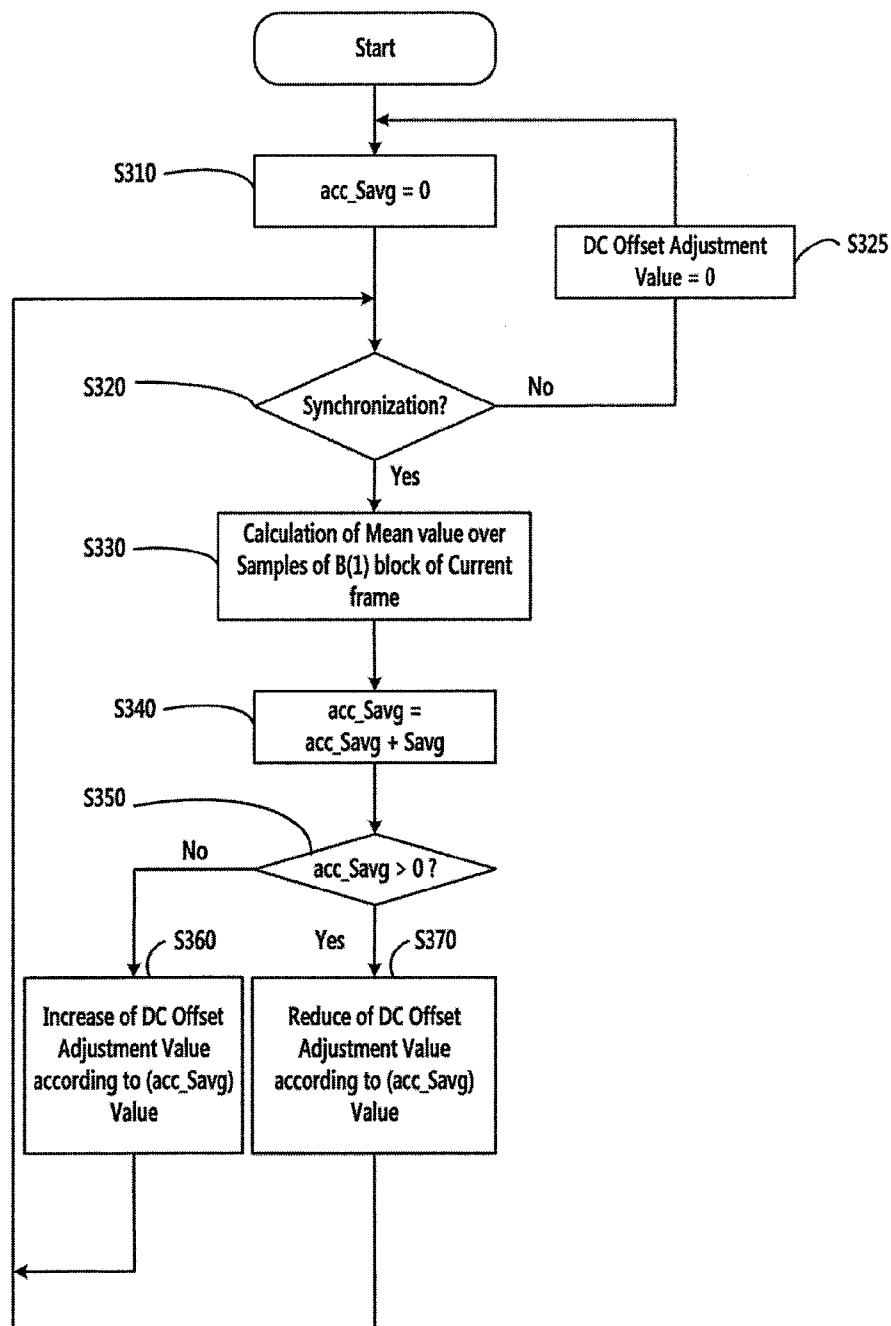 Start
S310
acc_Savg = 0
DC Offset Adjustment
Value = 0
S325
S320
Synchronization?
No
Yes
S330
Calculation of Mean value over
Samples of B(1) block of Current
frame
S340
acc_Savg =
acc_Savg + Savg
S350
No
acc_Savg > 0 ?
S360
Yes
S370
Increase of DC Offset
Adjustment Value
according to (acc_Savg)
Value
Reduce of DC Offset
Adjustment Value
according to (acc_Savg)
Value